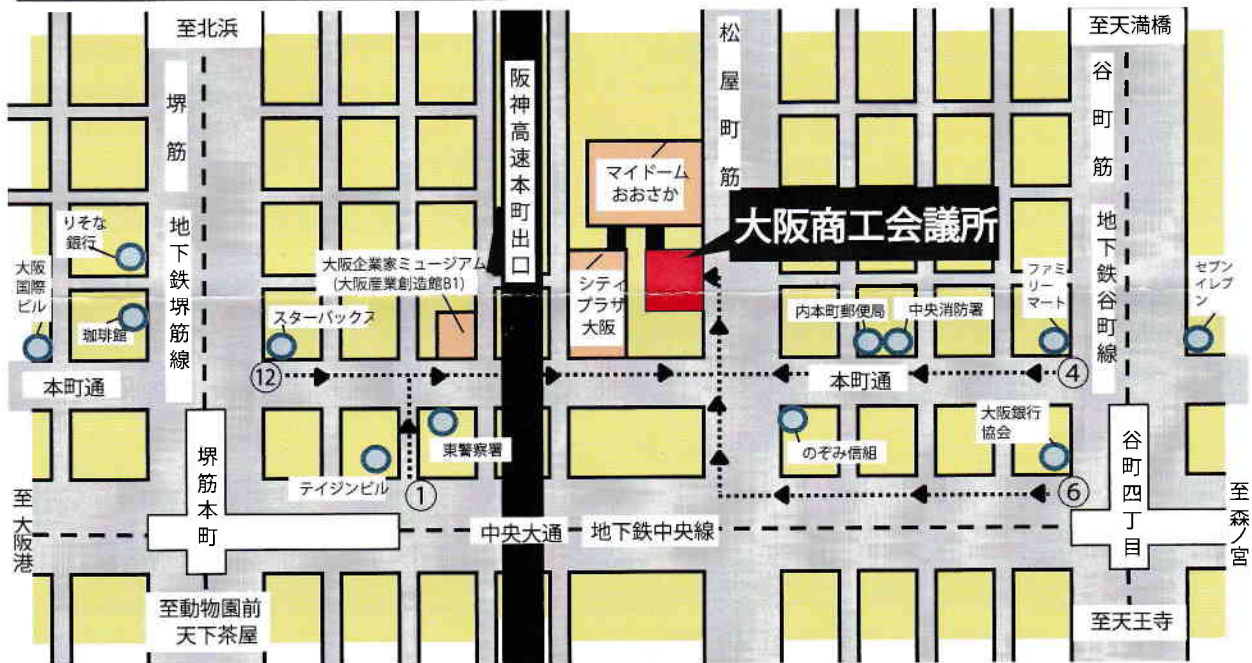 至北浜
堺筋
地下鉄堺筋線
阪神高速本町出口
松屋町筋
至天満橋
谷町筋
地下鉄谷町線
マイドーム
おおさか
大阪商工会議所
りそな
銀行
大阪
国際
ビル
珈琲館
スターバックス
大阪企業家ミュージアム
(大阪産業創造館B1)
シティ
プラザ
大阪
内本町郵便局
中央消防署
ファミ
リー
マート
セブン
イレブ
ン
本町通
⑫
本町通
④
東警察署
テイジンビル
①
のぞみ信組
大阪銀行
協会
⑥
堺筋本町
谷町四丁目
至大阪港
中央大通
地下鉄中央線
至森ノ宮
至動物園前
天下茶屋
至天王寺